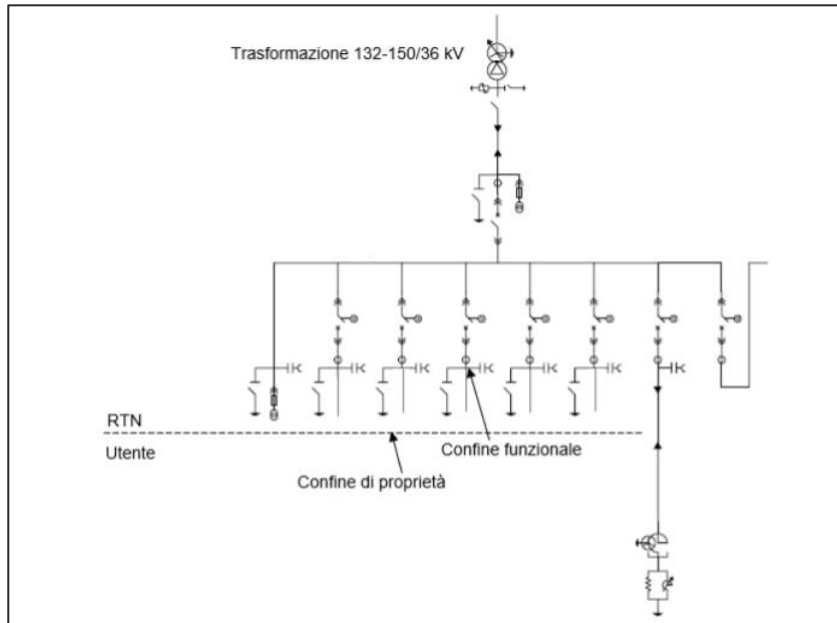 Trasformazione 132-150/36 kV
RTN
Utente
Confine funzionale
Confine di proprietà